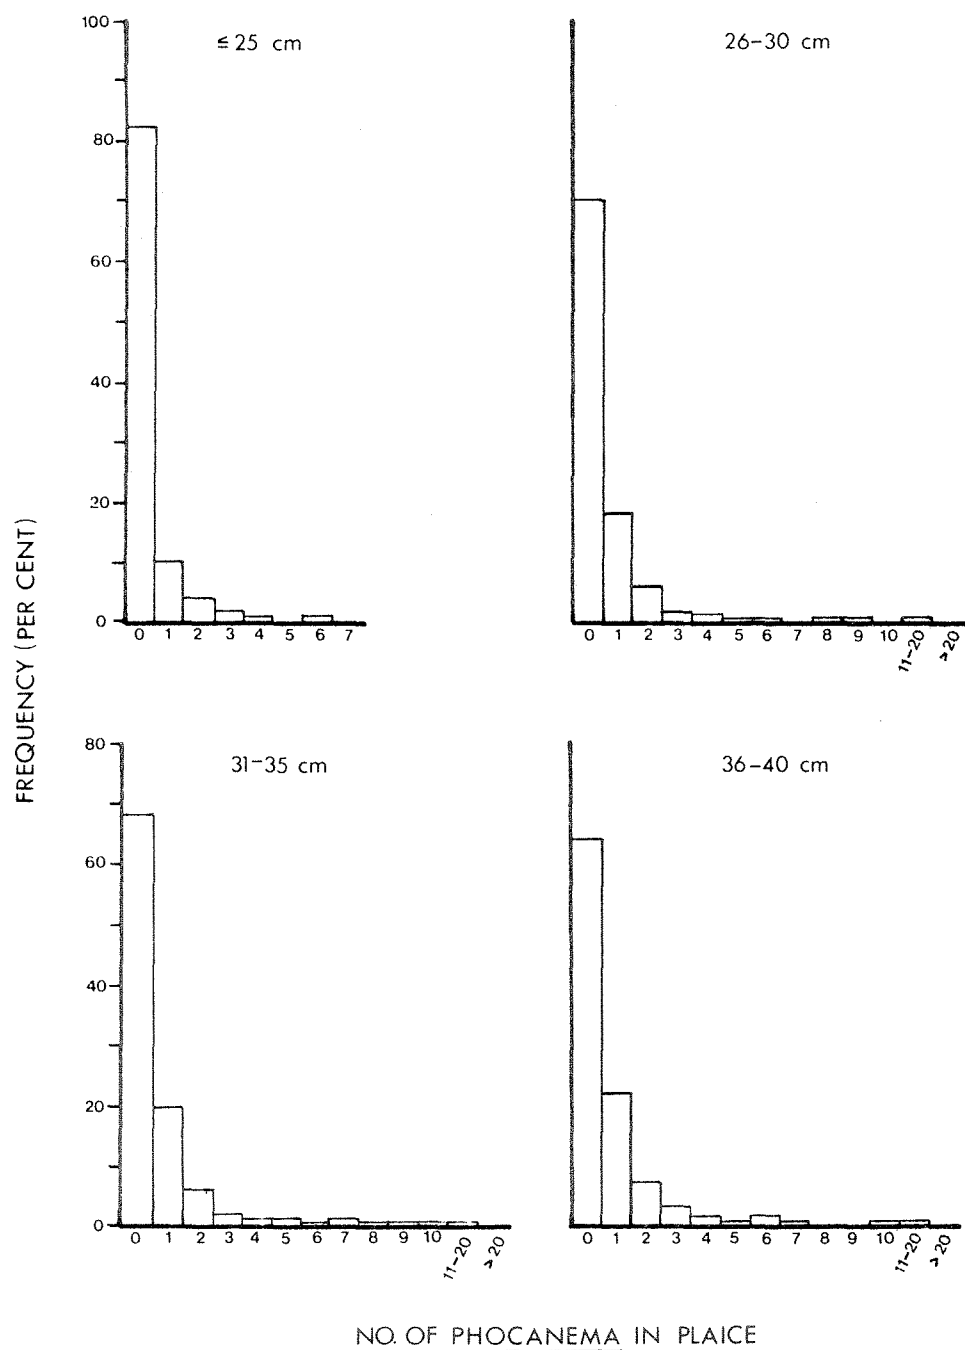 ≤25 cm
26-30 cm
100
80
60
40
20
0
0 1 2 3 4 5 6 7
0 1 2 3 4 5 6 7 8 9 10 11-20 >20
FREQUENCY (PER CENT)
31-35 cm
36-40 cm
80
60
40
20
0
0 1 2 3 4 5 6 7 8 9 10 11-20 >20
0 1 2 3 4 5 6 7 8 9 10 11-20 >20
NO. OF PHOCANEMA IN PLAICE